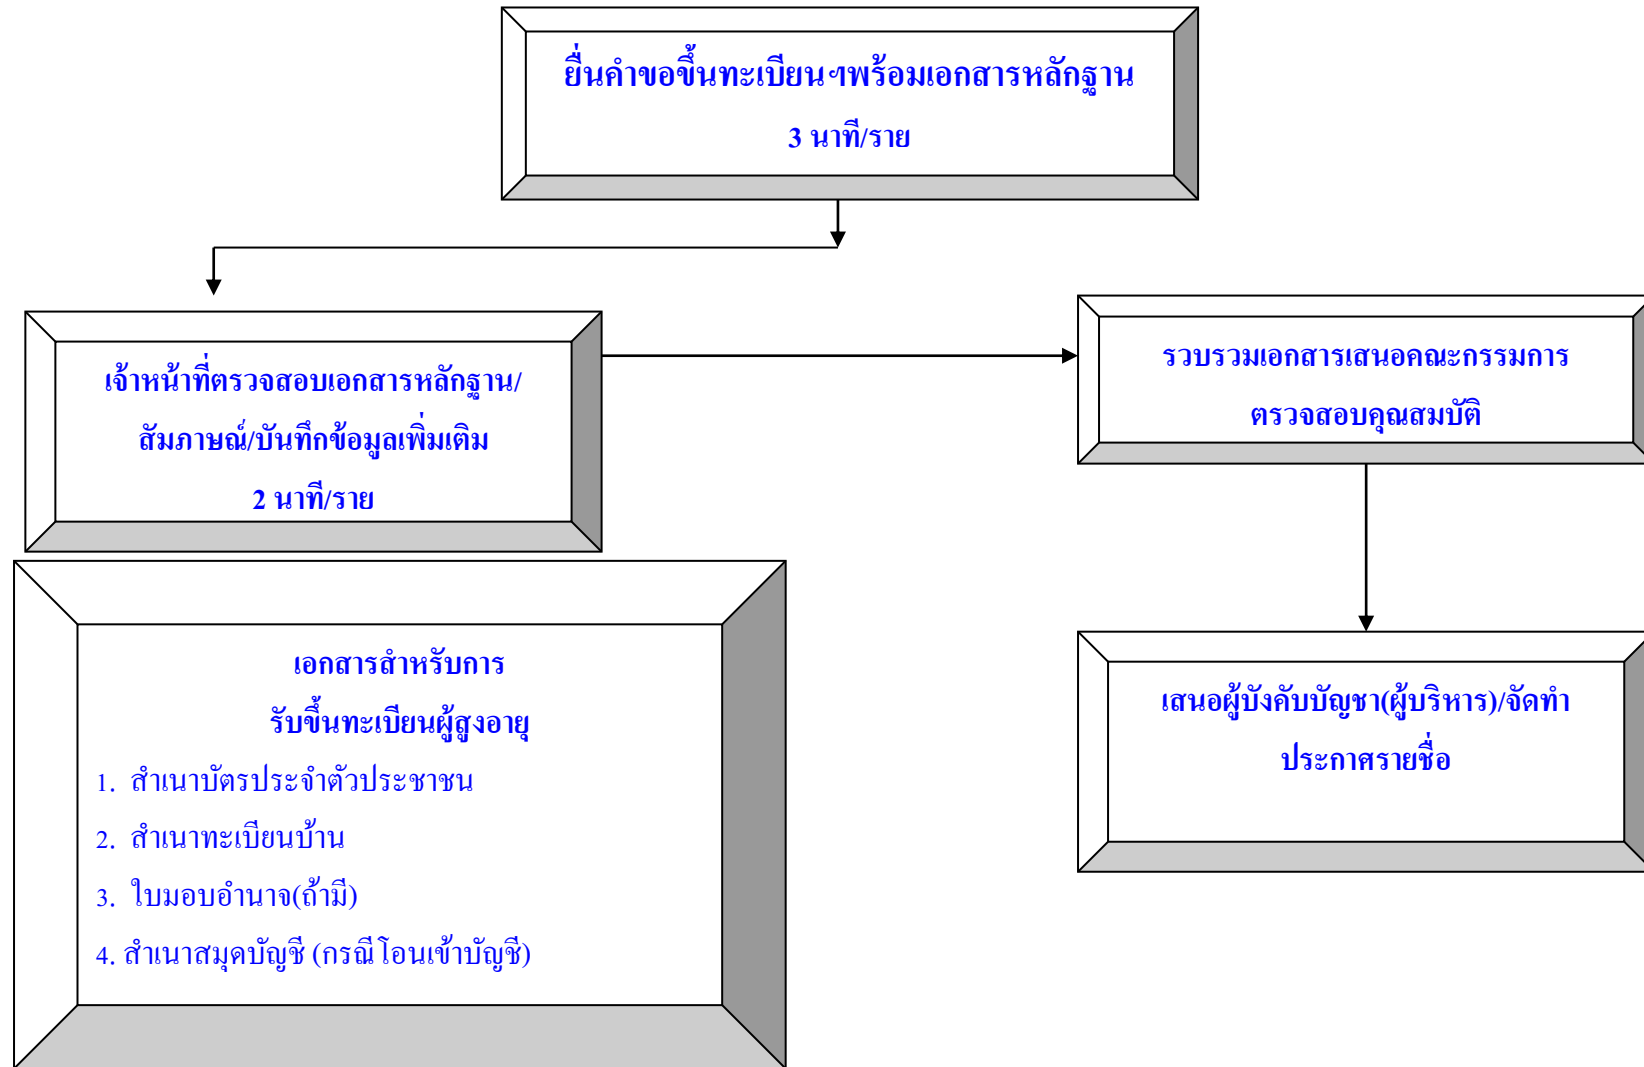 ยื่นคำขอขึ้นทะเบียนฯพร้อมเอกสารหลักฐาน
3 นาที/ราย
เจ้าหน้าที่ตรวจสอบเอกสารหลักฐาน/
สัมภาษณ์/บันทึกข้อมูลเพิ่มเติม
2 นาที/ราย
รวบรวมเอกสารเสนอคณะกรรมการ
ตรวจสอบคุณสมบัติ
เสนอผู้บังคับบัญชา(ผู้บริหาร)/จัดทำ
ประกาศรายชื่อ
เอกสารสำหรับการ
รับขึ้นทะเบียนผู้สูงอายุ
1. สำเนาบัตรประจำตัวประชาชน
2. สำเนาทะเบียนบ้าน
3. ใบมอบอำนาจ(ถ้ามี)
4. สำเนาสมุดบัญชี (กรณีโอนเข้าบัญชี)